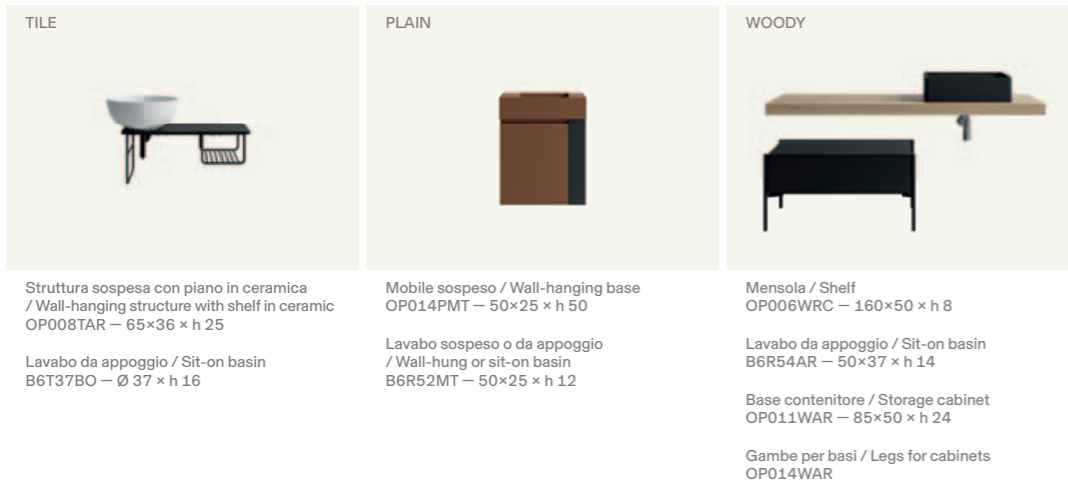 TILE
Struttura sospesa con piano in ceramica
/ Wall-hanging structure with shelf in ceramic
OP008TAR — 65×36 × h 25
Lavabo da appoggio / Sit-on basin
B6T37BO — Ø 37 × h 16
PLAIN
Mobile sospeso / Wall-hanging base
OP014PMT — 50×25 × h 50
Lavabo sospeso o da appoggio
/ Wall-hung or sit-on basin
B6R52MT — 50×25 × h 12
WOODY
Mensola / Shelf
OP006WRC — 160×50 × h 8
Lavabo da appoggio / Sit-on basin
B6R54AR — 50×37 × h 14
Base contenitore / Storage cabinet
OP011WAR — 85×50 × h 24
Gambe per basi / Legs for cabinets
OP014WAR